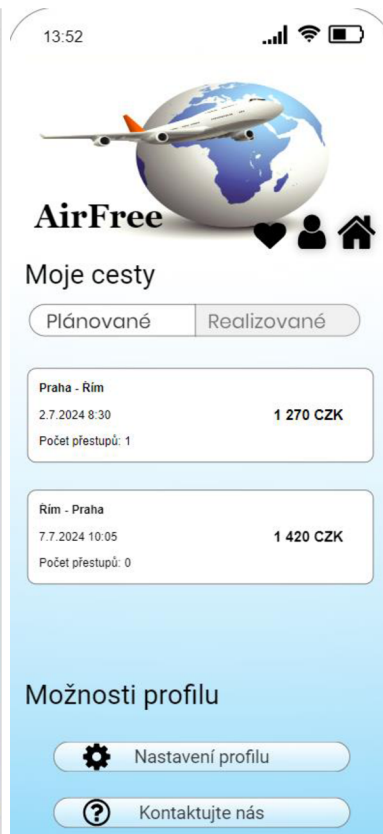 13:52
AirFree
Moje cesty
Plánované Realizované
Praha - Řím
2.7.2024 8:30 1 270 CZK
Počet přestupů: 1
Řím - Praha
7.7.2024 10:05 1 420 CZK
Počet přestupů: 0
Možnosti profilu
Nastavení profilu
Kontaktujte nás